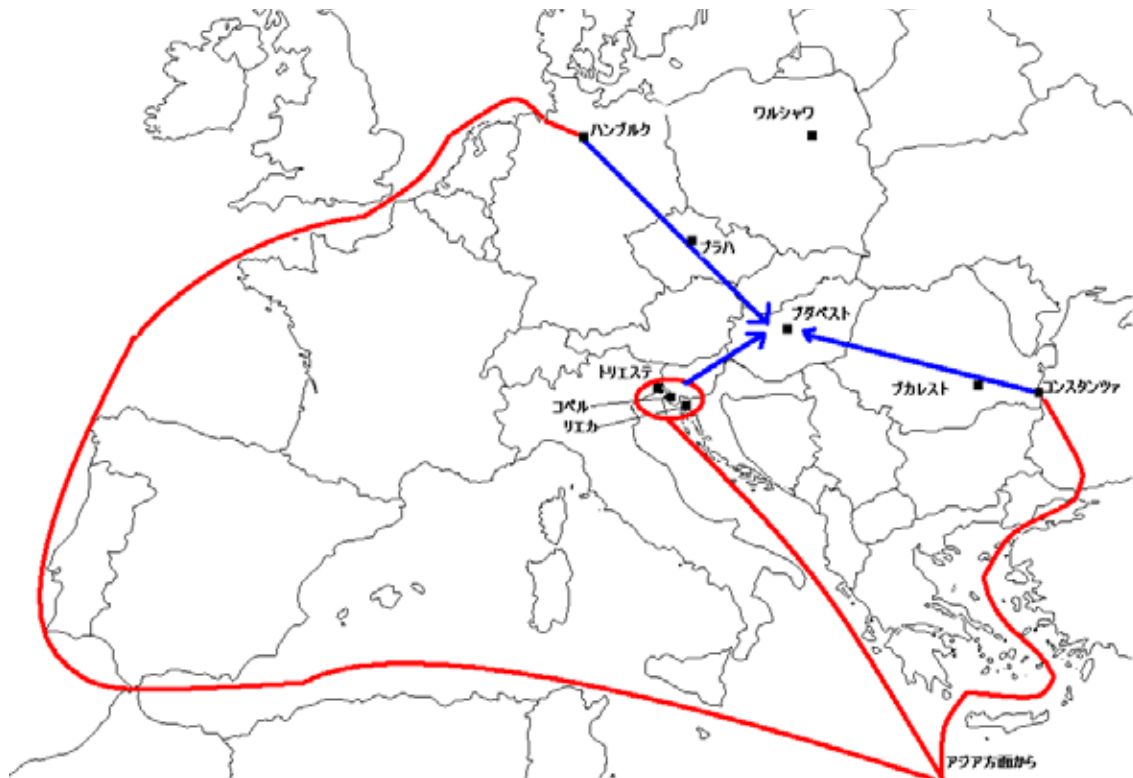 ワルシャワ
ハンブルク
プラハ
ブダペスト
トリエステ
ブカレスト
コンスタンツァ
コペル
リエカ
アジア方面から